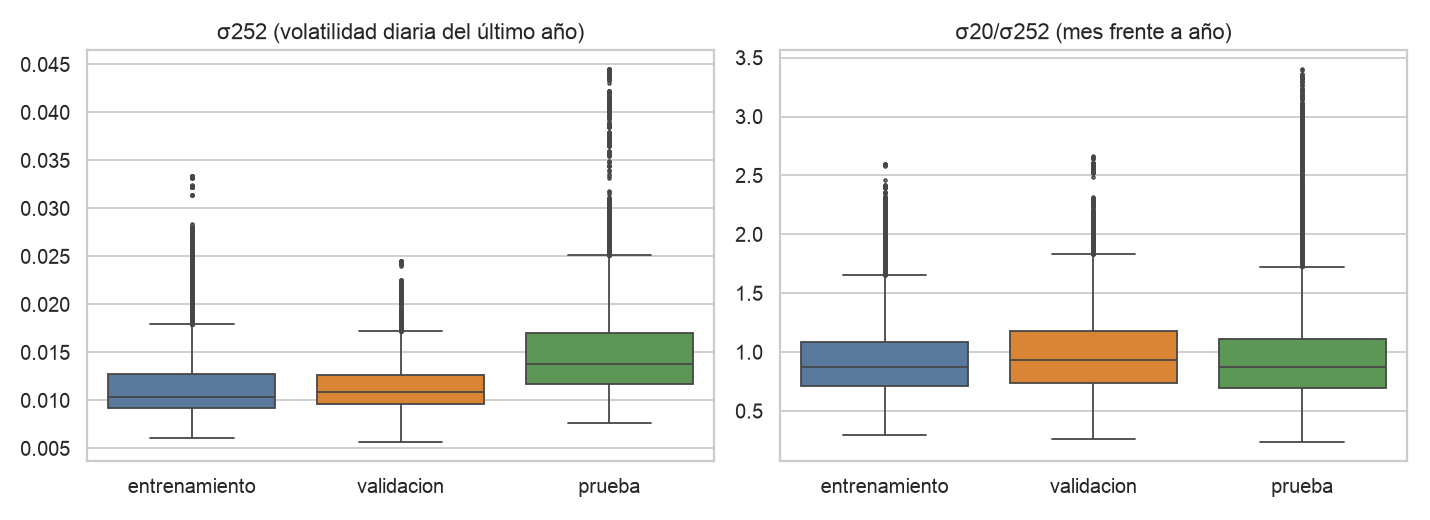 σ252 (volatilidad diaria del último año)
0.045
0.040
0.035
0.030
0.025
0.020
0.015
0.010
0.005
entrenamiento
validacion
prueba
σ20/σ252 (mes frente a año)
3.5
3.0
2.5
2.0
1.5
1.0
0.5
entrenamiento
validacion
prueba